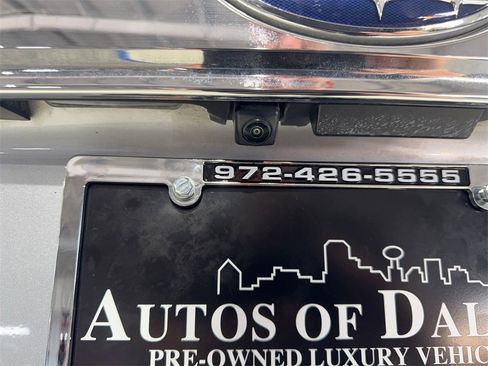 972-426-5555
AUTOS OF DAL
PRE-OWNED LUXURY VEHIC